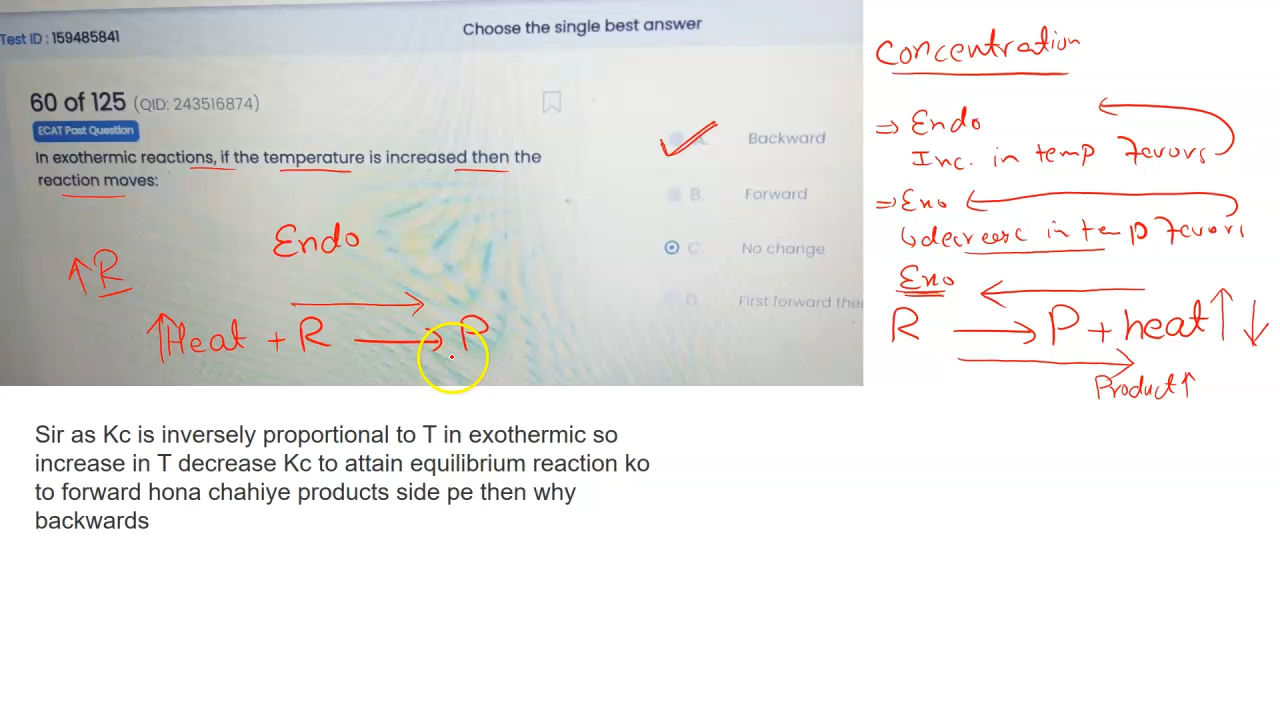 Test ID : 159485841
Choose the single best answer
60 of 125 (QID: 243516874)
ECAT Past Question
In exothermic reactions, if the temperature is increased then the
reaction moves:
Backward
B. Forward
C. No change
D. First forward the
Endo
↑R
↑Heat + R → P
Concentration
⇒ Endo
Inc. in temp favors
⇒ Exo
↳ decrease in temp favors
Exo
R → P + heat ↑ ↓
Product ↑
Sir as Kc is inversely proportional to T in exothermic so
increase in T decrease Kc to attain equilibrium reaction ko
to forward hona chahiye products side pe then why
backwards